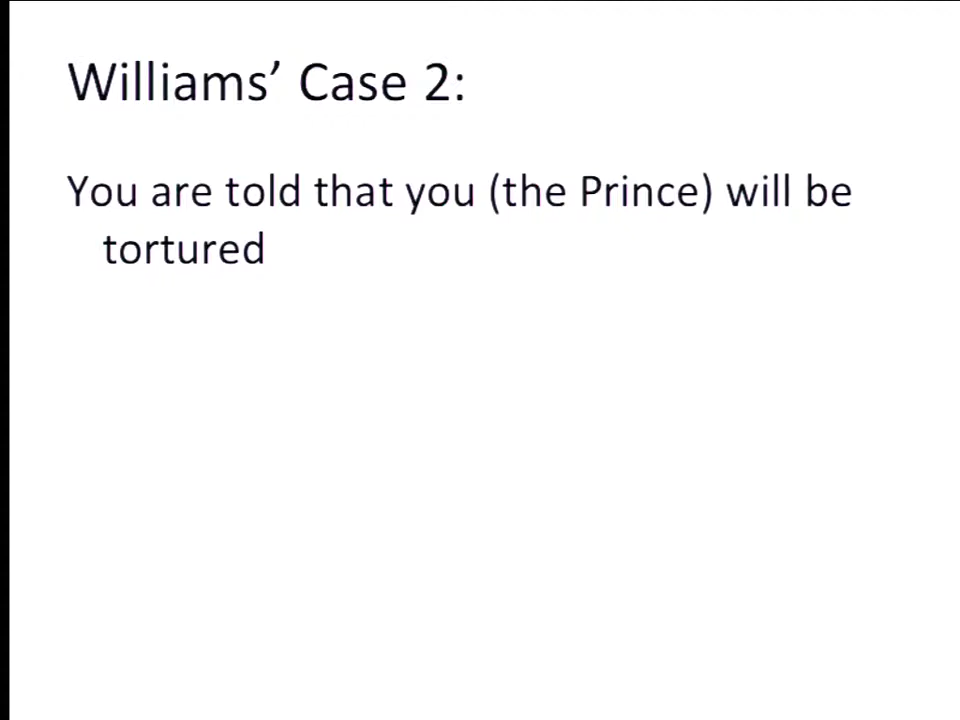 Williams’ Case 2:
You are told that you (the Prince) will be
tortured